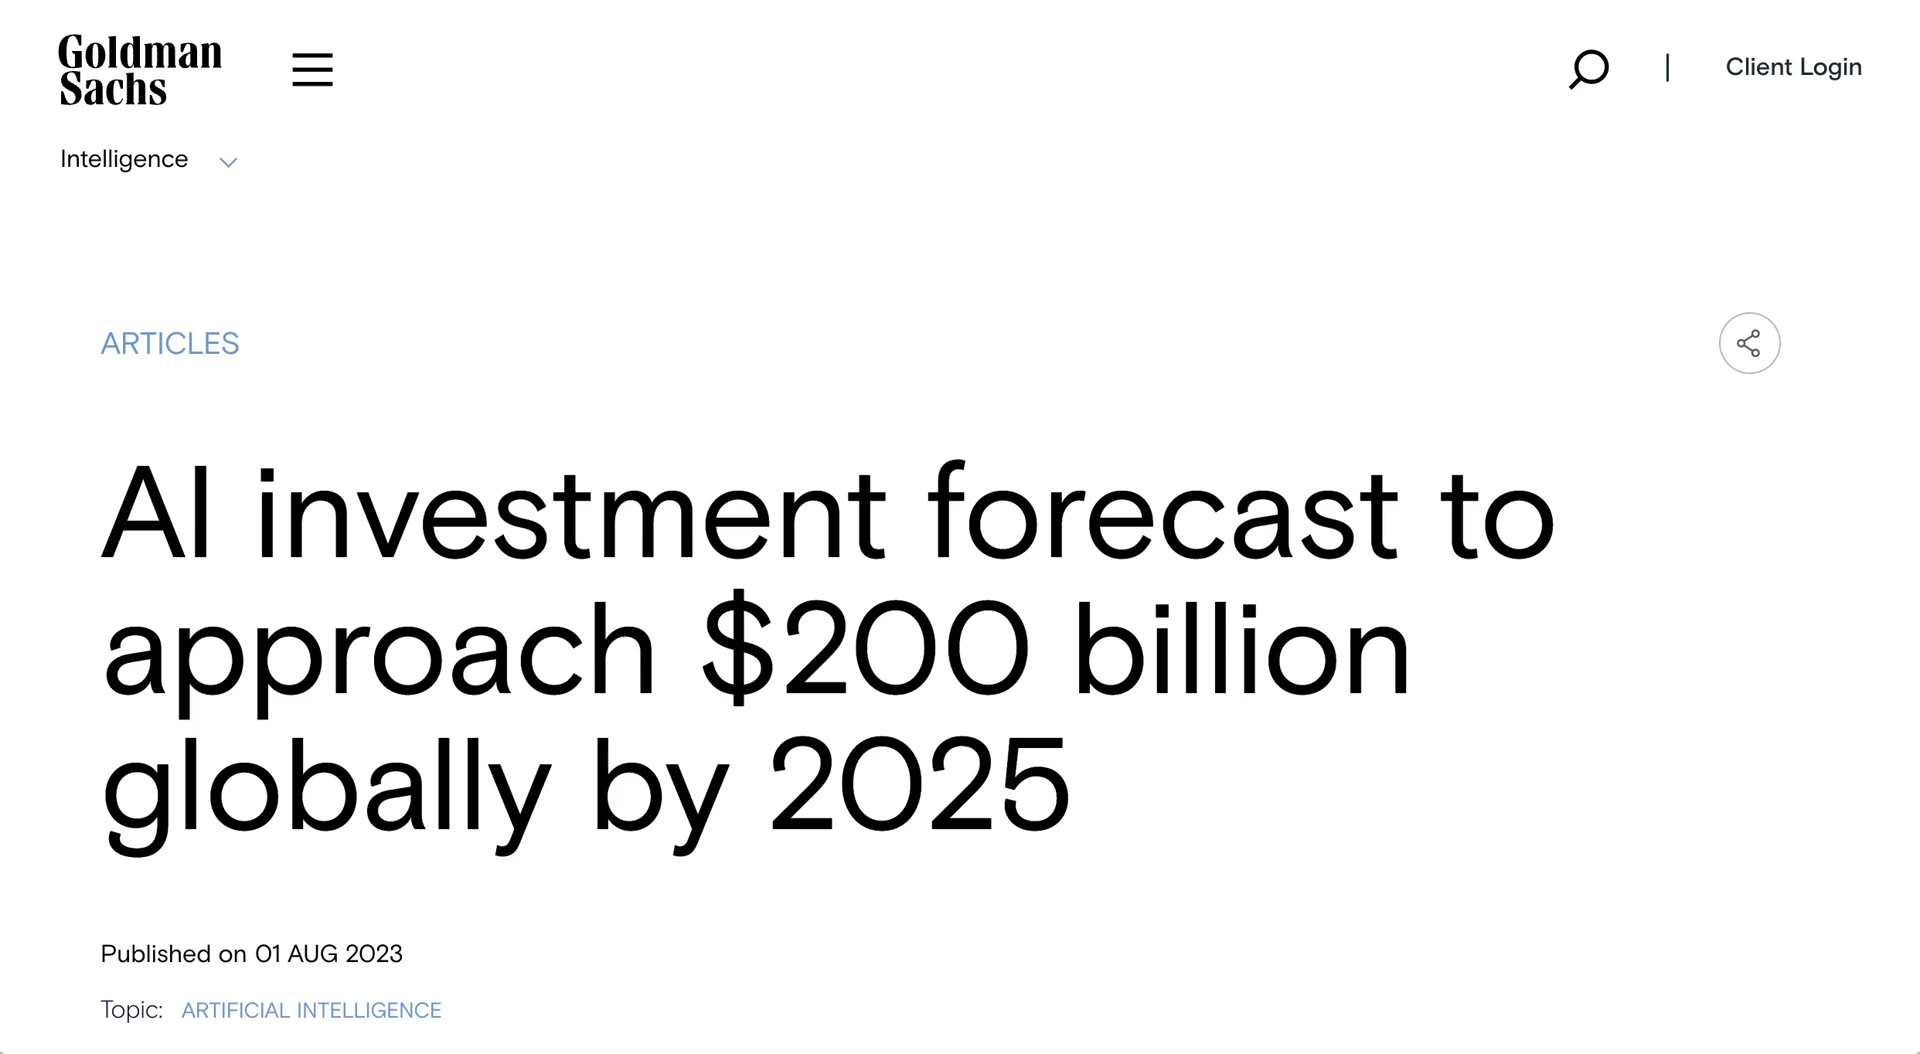 Goldman
Sachs
Client Login
Intelligence
ARTICLES
AI investment forecast to
approach $200 billion
globally by 2025
Published on 01 AUG 2023
Topic: ARTIFICIAL INTELLIGENCE